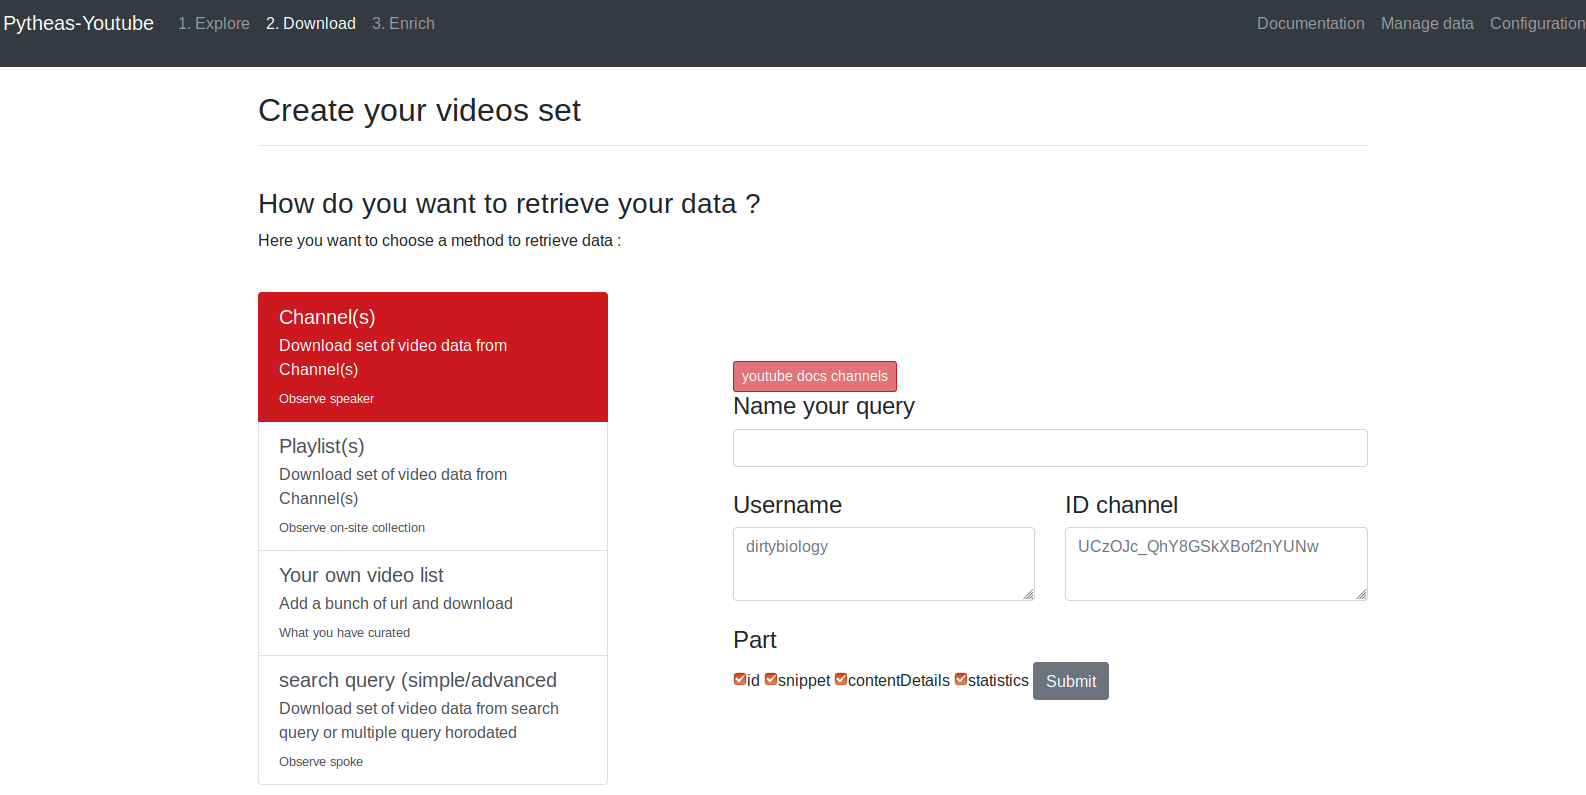 Pytheas-Youtube 1. Explore 2. Download 3. Enrich Documentation Manage data Configuration
Create your videos set
How do you want to retrieve your data ?
Here you want to choose a method to retrieve data :
Channel(s)
Download set of video data from
Channel(s)
Observe speaker
Playlist(s)
Download set of video data from
Channel(s)
Observe on-site collection
Your own video list
Add a bunch of url and download
What you have curated
search query (simple/advanced
Download set of video data from search
query or multiple query horodated
Observe spoke
youtube docs channels
Name your query
Username ID channel
dirtybiology UCzOJc_QhY8GSkXBof2nYUNw
Part
id snippet contentDetails statistics Submit